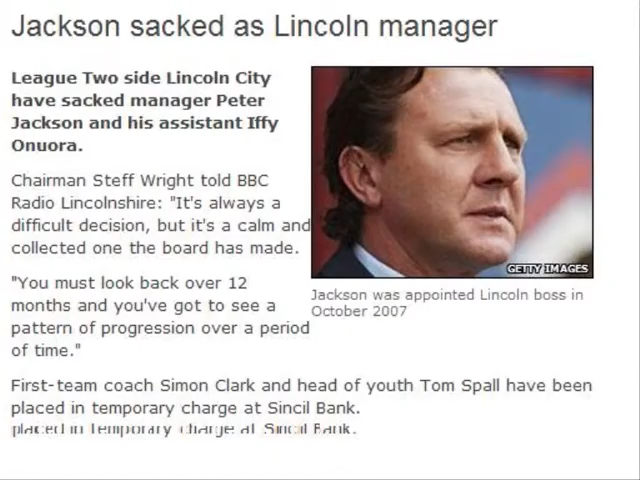 Jackson sacked as Lincoln manager
League Two side Lincoln City
have sacked manager Peter
Jackson and his assistant Iffy
Onuora.
Chairman Steff Wright told BBC
Radio Lincolnshire: "It's always a
difficult decision, but it's a calm and
collected one the board has made.
"You must look back over 12
months and you've got to see a
pattern of progression over a period
of time."
GETTY IMAGES
Jackson was appointed Lincoln boss in
October 2007
First-team coach Simon Clark and head of youth Tom Spall have been
placed in temporary charge at Sincil Bank.
placed in temporary charge at Sincil Bank.